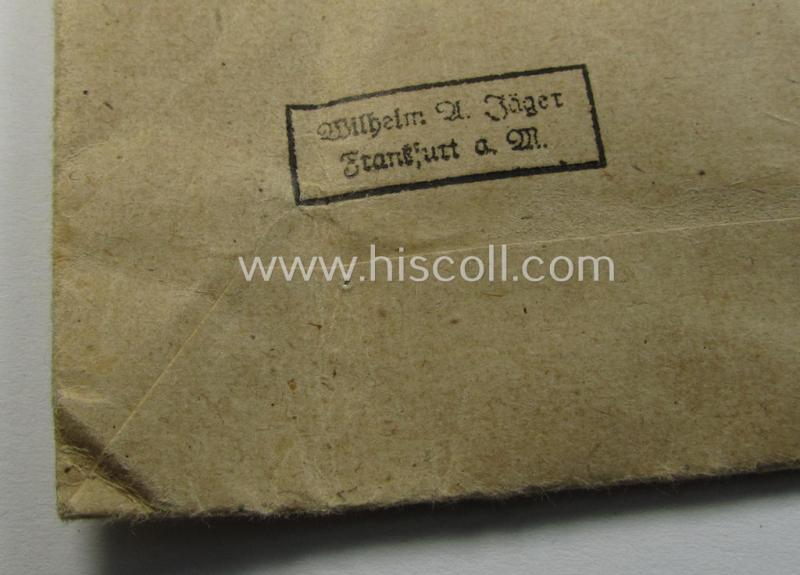 Wilhelm A. Jäger
Frankfurt a. M.
www.hiscoll.com